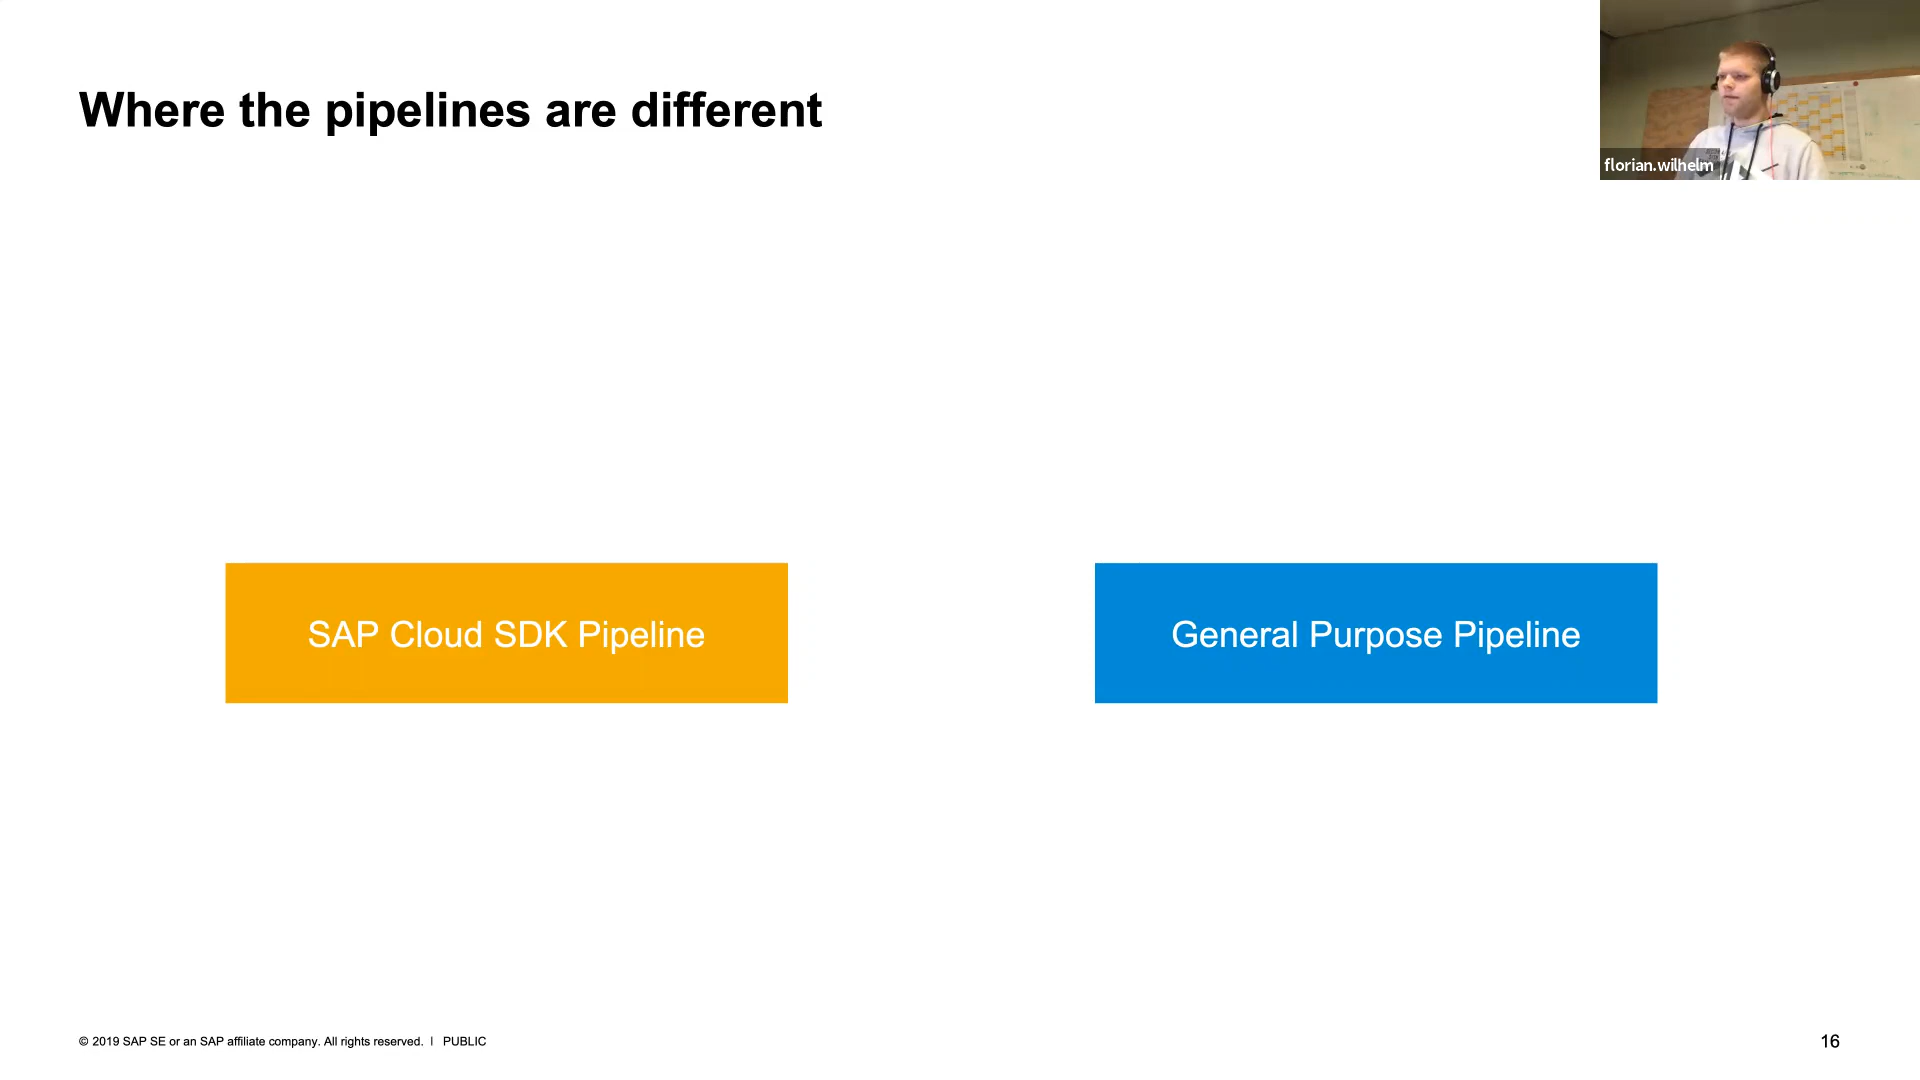 Where the pipelines are different
florian.wilhelm
SAP Cloud SDK Pipeline
General Purpose Pipeline
© 2019 SAP SE or an SAP affiliate company. All rights reserved. ǀ PUBLIC
16